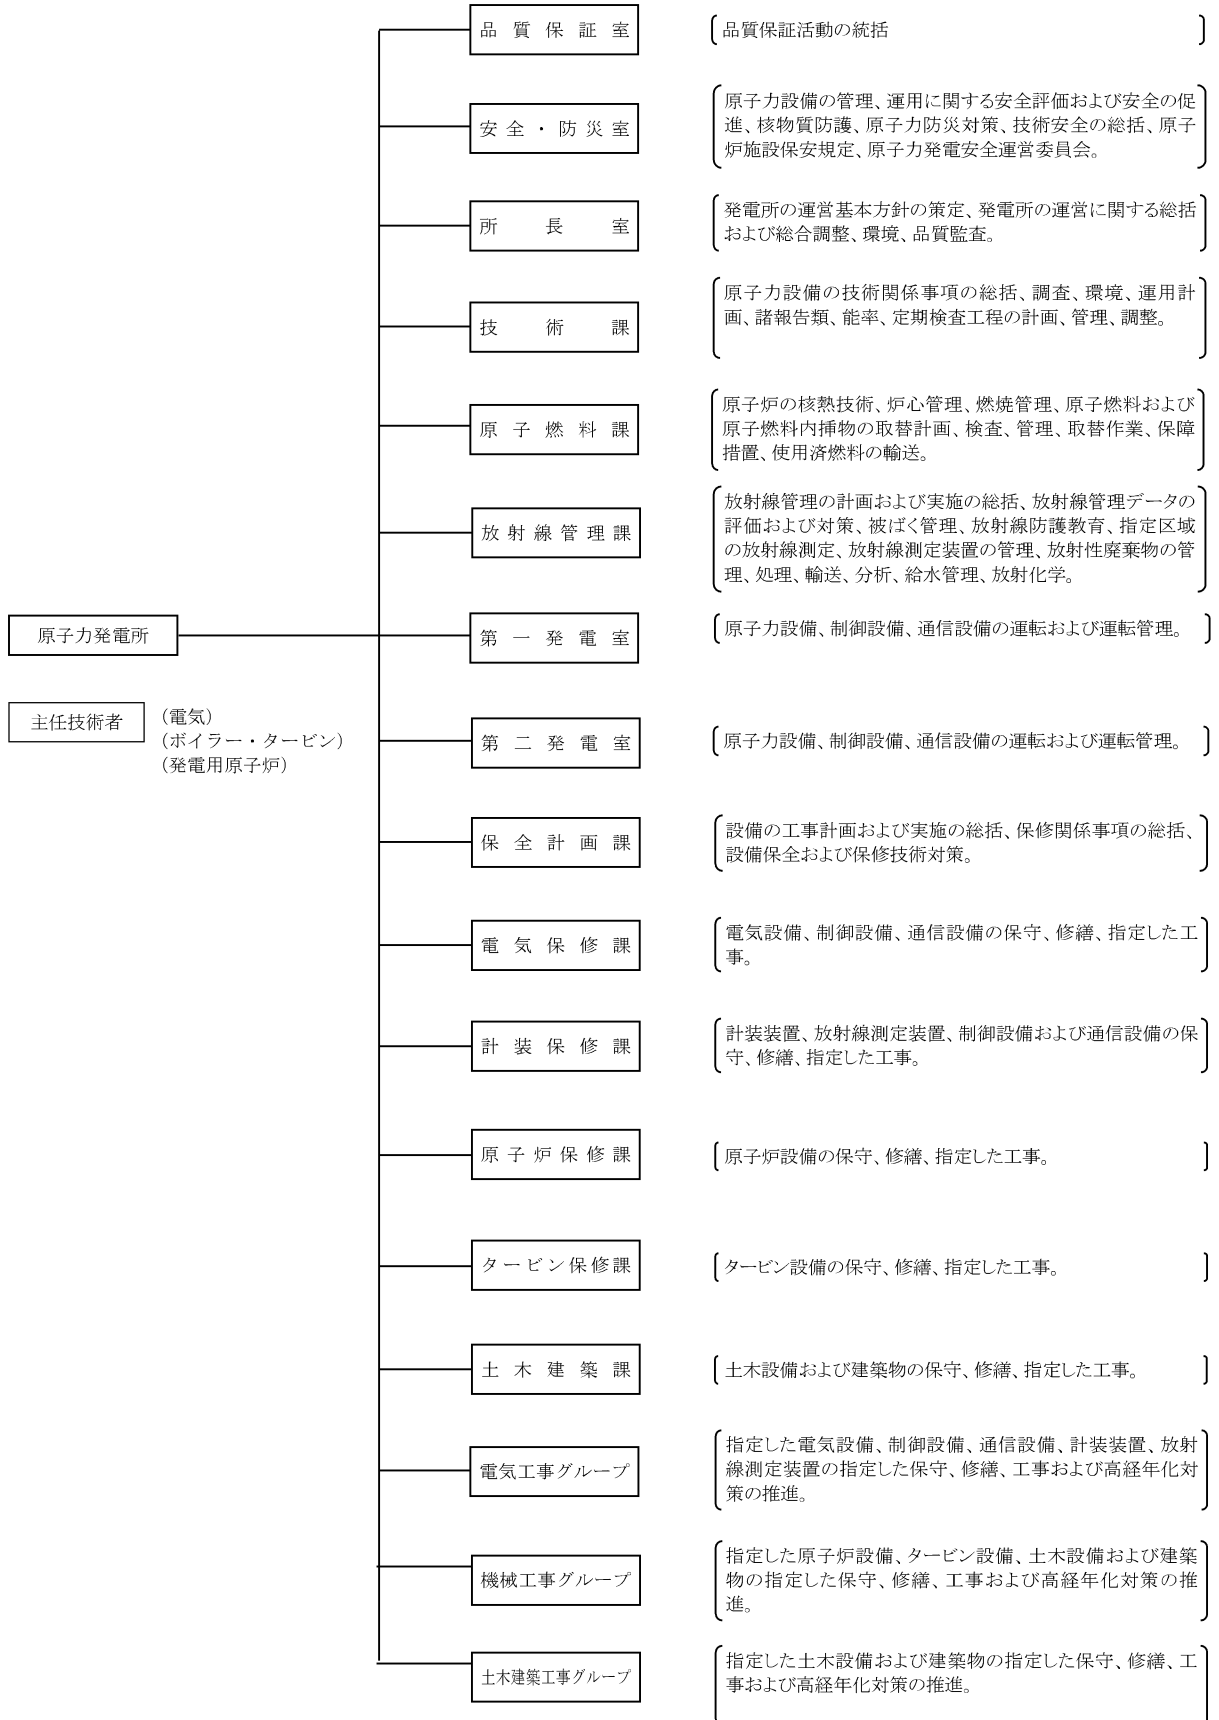 品質保証室
品質保証活動の統括
安全・防災室
原子力設備の管理、運用に関する安全評価および安全の促
進、核物質防護、原子力防災対策、技術安全の総括、原子
炉施設保安規定、原子力発電安全運営委員会。
所長室
発電所の運営基本方針の策定、発電所の運営に関する総括
および総合調整、環境、品質監査。
技術課
原子力設備の技術関係事項の総括、調査、環境、運用計
画、諸報告類、能率、定期検査工程の計画、管理、調整。
原子燃料課
原子炉の核熱技術、炉心管理、燃焼管理、原子燃料および
原子燃料内挿物の取替計画、検査、管理、取替作業、保障
措置、使用済燃料の輸送。
放射線管理課
放射線管理の計画および実施の総括、放射線管理データの
評価および対策、被ばく管理、放射線防護教育、指定区域
の放射線測定、放射線測定装置の管理、放射性廃棄物の管
理、処理、輸送、分析、給水管理、放射化学。
原子力発電所
第一発電室
原子力設備、制御設備、通信設備の運転および運転管理。
主任技術者
（電気）
（ボイラー・タービン）
（発電用原子炉）
第二発電室
原子力設備、制御設備、通信設備の運転および運転管理。
保全計画課
設備の工事計画および実施の総括、保修関係事項の総括、
設備保全および保修技術対策。
電気保修課
電気設備、制御設備、通信設備の保守、修繕、指定した工
事。
計装保修課
計装装置、放射線測定装置、制御設備および通信設備の保
守、修繕、指定した工事。
原子炉保修課
原子炉設備の保守、修繕、指定した工事。
タービン保修課
タービン設備の保守、修繕、指定した工事。
土木建築課
土木設備および建築物の保守、修繕、指定した工事。
電気工事グループ
指定した電気設備、制御設備、通信設備、計装装置、放射
線測定装置の指定した保守、修繕、工事および高経年化対
策の推進。
機械工事グループ
指定した原子炉設備、タービン設備、土木設備および建築
物の指定した保守、修繕、工事および高経年化対策の推
進。
土木建築工事グループ
指定した土木設備および建築物の指定した保守、修繕、工
事および高経年化対策の推進。